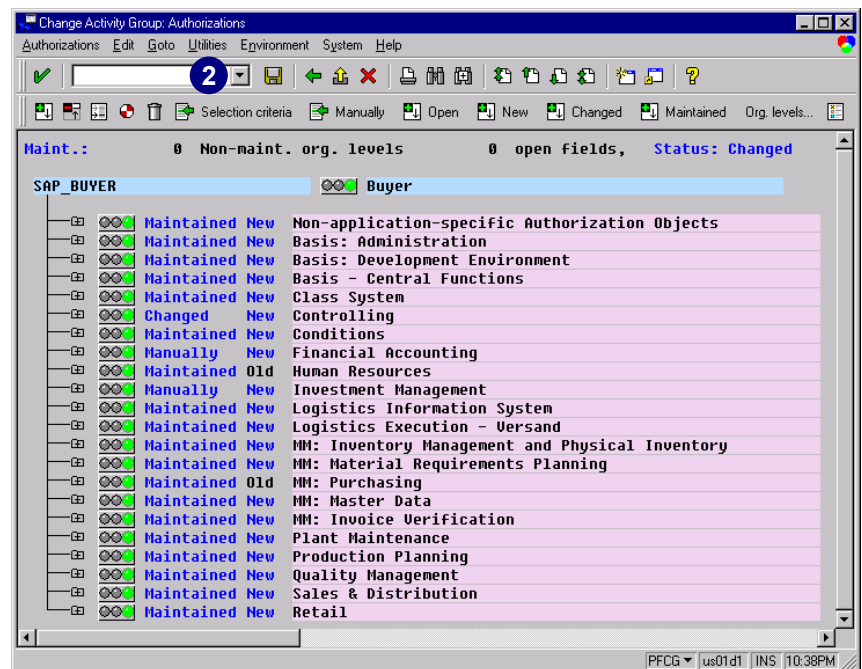 Change Activity Group: Authorizations
Authorizations Edit Goto Utilities Environment System Help
2
Selection criteria Manually Open New Changed Maintained Org. levels...
Maint.: 0 Non-maint. org. levels 0 open fields, Status: Changed
SAP_BUYER Buyer
Maintained New Non-application-specific Authorization Objects
Maintained New Basis: Administration
Maintained New Basis: Development Environment
Maintained New Basis - Central Functions
Maintained New Class System
Changed New Controlling
Maintained New Conditions
Manually New Financial Accounting
Maintained Old Human Resources
Manually New Investment Management
Maintained New Logistics Information System
Maintained New Logistics Execution - Versand
Maintained New MM: Inventory Management and Physical Inventory
Maintained New MM: Material Requirements Planning
Maintained Old MM: Purchasing
Maintained New MM: Master Data
Maintained New MM: Invoice Verification
Maintained New Plant Maintenance
Maintained New Production Planning
Maintained New Quality Management
Maintained New Sales & Distribution
Maintained New Retail
PFCG us01d1 INS 10:38PM